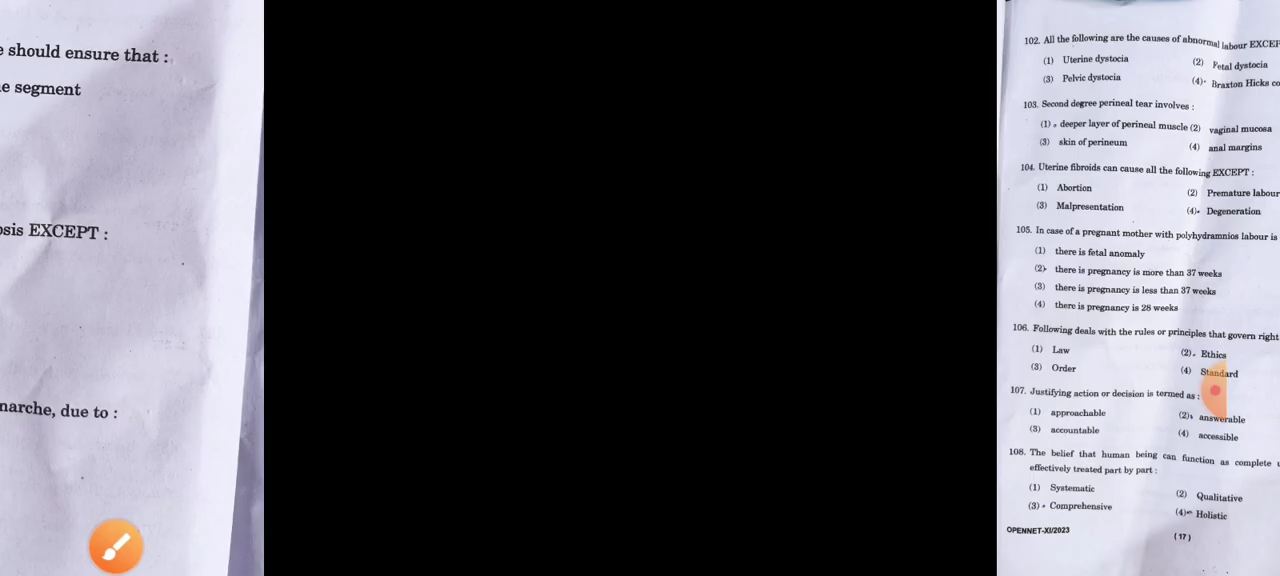 e should ensure that :
e segment
osis EXCEPT :
narche, due to :
102. All the following are the causes of abnormal labour EXCEP
(1) Uterine dystocia (2) Fetal dystocia
(3) Pelvic dystocia (4) Braxton Hicks co
103. Second degree perineal tear involves :
(1) deeper layer of perineal muscle (2) vaginal mucosa
(3) skin of perineum (4) anal margins
104. Uterine fibroids can cause all the following EXCEPT :
(1) Abortion (2) Premature labour
(3) Malpresentation (4) Degeneration
105. In case of a pregnant mother with polyhydramnios labour is
(1) there is fetal anomaly
(2) there is pregnancy is more than 37 weeks
(3) there is pregnancy is less than 37 weeks
(4) there is pregnancy is 28 weeks
106. Following deals with the rules or principles that govern right
(1) Law (2) Ethics
(3) Order (4) Standard
107. Justifying action or decision is termed as :
(1) approachable (2) answerable
(3) accountable (4) accessible
108. The belief that human being can function as complete u
effectively treated part by part :
(1) Systematic (2) Qualitative
(3) Comprehensive (4) Holistic
OPENNET-XI/2023 (17)